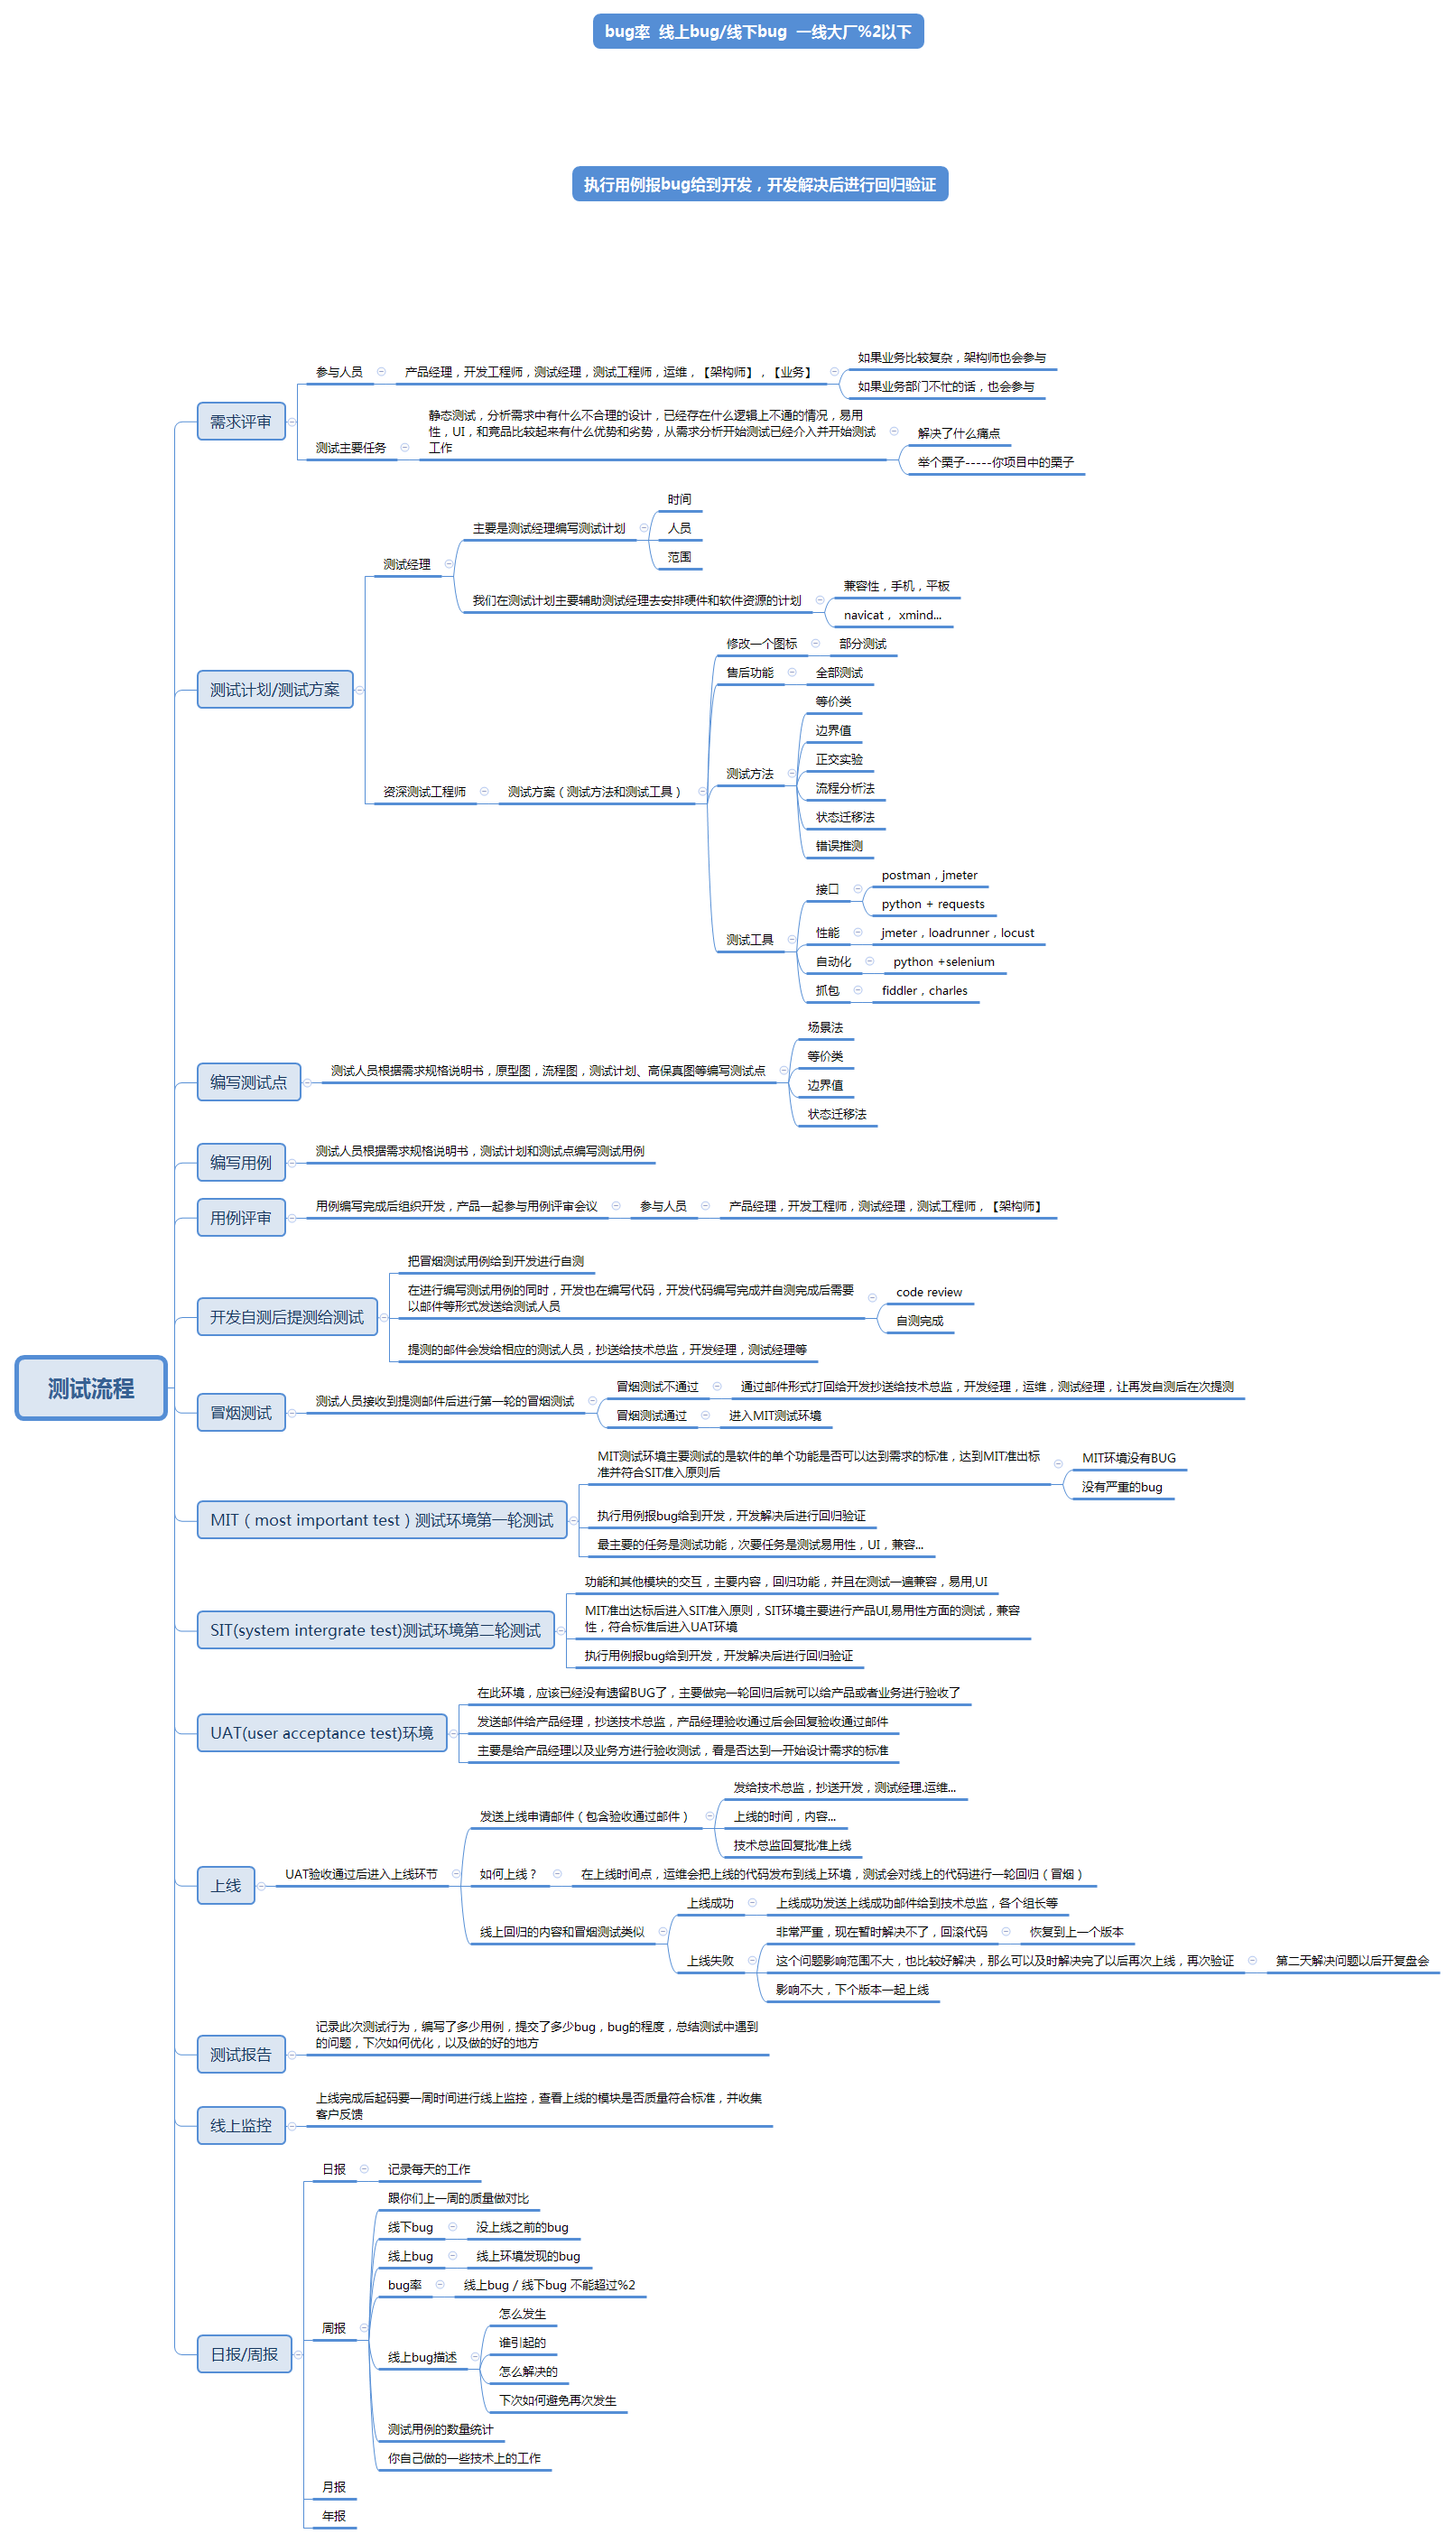 bug率  线上bug/线下bug  一线大厂%2以下
执行用例报bug给到开发，开发解决后进行回归验证
测试流程
需求评审
参与人员
产品经理，开发工程师，测试经理，测试工程师，运维，【架构师】，【业务】
如果业务比较复杂，架构师也会参与
如果业务部门不忙的话，也会参与
测试主要任务
静态测试，分析需求中有什么不合理的设计，已经存在什么逻辑上不通的情况，易用
性，UI，和竞品比较起来有什么优势和劣势，从需求分析开始测试已经介入并开始测试
工作
解决了什么痛点
举个栗子-----你项目中的栗子
测试计划/测试方案
测试经理
主要是测试经理编写测试计划
时间
人员
范围
我们在测试计划主要辅助测试经理去安排硬件和软件资源的计划
兼容性，手机，平板
navicat， xmind...
资深测试工程师
测试方案（测试方法和测试工具）
修改一个图标
部分测试
售后功能
全部测试
测试方法
等价类
边界值
正交实验
流程分析法
状态迁移法
错误推测
测试工具
接口
postman，jmeter
python + requests
性能
jmeter，loadrunner，locust
自动化
python +selenium
抓包
fiddler，charles
编写测试点
测试人员根据需求规格说明书，原型图，流程图，测试计划、高保真图等编写测试点
场景法
等价类
边界值
状态迁移法
编写用例
测试人员根据需求规格说明书，测试计划和测试点编写测试用例
用例评审
用例编写完成后组织开发，产品一起参与用例评审会议
参与人员
产品经理，开发工程师，测试经理，测试工程师，【架构师】
开发自测后提测给测试
把冒烟测试用例给到开发进行自测
在进行编写测试用例的同时，开发也在编写代码，开发代码编写完成并自测完成后需要
以邮件等形式发送给测试人员
code review
自测完成
提测的邮件会发给相应的测试人员，抄送给技术总监，开发经理，测试经理等
冒烟测试
测试人员接收到提测邮件后进行第一轮的冒烟测试
冒烟测试不通过
通过邮件形式打回给开发抄送给技术总监，开发经理，运维，测试经理，让再发自测后在次提测
冒烟测试通过
进入MIT测试环境
MIT（most important test）测试环境第一轮测试
MIT测试环境主要测试的是软件的单个功能是否可以达到需求的标准，达到MIT准出标
准并符合SIT准入原则后
MIT环境没有BUG
没有严重的bug
执行用例报bug给到开发，开发解决后进行回归验证
最主要的任务是测试功能，次要任务是测试易用性，UI，兼容...
SIT(system intergrate test)测试环境第二轮测试
功能和其他模块的交互，主要内容，回归功能，并且在测试一遍兼容，易用,UI
MIT准出达标后进入SIT准入原则，SIT环境主要进行产品UI,易用性方面的测试，兼容
性，符合标准后进入UAT环境
执行用例报bug给到开发，开发解决后进行回归验证
UAT(user acceptance test)环境
在此环境，应该已经没有遗留BUG了，主要做完一轮回归后就可以给产品或者业务进行验收了
发送邮件给产品经理，抄送技术总监，产品经理验收通过后会回复验收通过邮件
主要是给产品经理以及业务方进行验收测试，看是否达到一开始设计需求的标准
上线
UAT验收通过后进入上线环节
发送上线申请邮件（包含验收通过邮件）
发给技术总监，抄送开发，测试经理.运维...
上线的时间，内容...
技术总监回复批准上线
如何上线？
在上线时间点，运维会把上线的代码发布到线上环境，测试会对线上的代码进行一轮回归（冒烟）
线上回归的内容和冒烟测试类似
上线成功
上线成功发送上线成功邮件给到技术总监，各个组长等
上线失败
非常严重，现在暂时解决不了，回滚代码
恢复到上一个版本
这个问题影响范围不大，也比较好解决，那么可以及时解决完了以后再次上线，再次验证
第二天解决问题以后开复盘会
影响不大，下个版本一起上线
测试报告
记录此次测试行为，编写了多少用例，提交了多少bug，bug的程度，总结测试中遇到
的问题，下次如何优化，以及做的好的地方
线上监控
上线完成后起码要一周时间进行线上监控，查看上线的模块是否质量符合标准，并收集
客户反馈
日报/周报
日报
记录每天的工作
周报
跟你们上一周的质量做对比
线下bug
没上线之前的bug
线上bug
线上环境发现的bug
bug率
线上bug / 线下bug 不能超过%2
线上bug描述
怎么发生
谁引起的
怎么解决的
下次如何避免再次发生
测试用例的数量统计
你自己做的一些技术上的工作
月报
年报